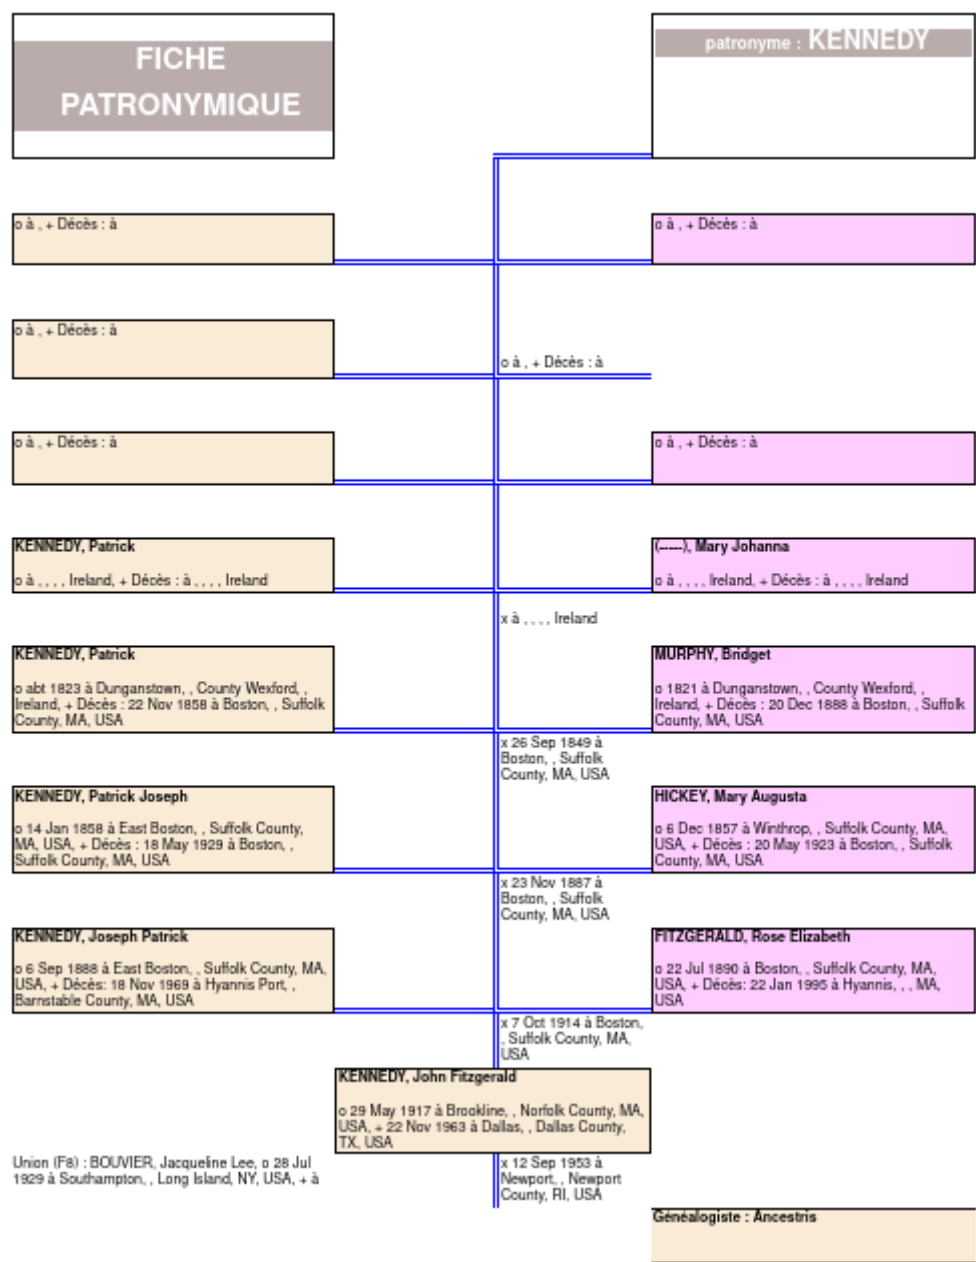 FICHE
PATRONYMIQUE
patronyme : KENNEDY
o à , + Décès : à
o à , + Décès : à
o à , + Décès : à
o à , + Décès : à
o à , + Décès : à
o à , + Décès : à
KENNEDY, Patrick
o à , , , , Ireland, + Décès : à , , , , Ireland
(-----), Mary Johanna
o à , , , , Ireland, + Décès : à , , , , Ireland
x à , , , , Ireland
KENNEDY, Patrick
o abt 1823 à Dunganstown, , County Wexford, ,
Ireland, + Décès : 22 Nov 1858 à Boston, , Suffolk
County, MA, USA
MURPHY, Bridget
o 1821 à Dunganstown, , County Wexford, ,
Ireland, + Décès : 20 Dec 1888 à Boston, , Suffolk
County, MA, USA
x 26 Sep 1849 à
Boston, , Suffolk
County, MA, USA
KENNEDY, Patrick Joseph
o 14 Jan 1858 à East Boston, , Suffolk County,
MA, USA, + Décès : 18 May 1929 à Boston, ,
Suffolk County, MA, USA
HICKEY, Mary Augusta
o 6 Dec 1857 à Winthrop, , Suffolk County, MA,
USA, + Décès : 20 May 1923 à Boston, , Suffolk
County, MA, USA
x 23 Nov 1887 à
Boston, , Suffolk
County, MA, USA
KENNEDY, Joseph Patrick
o 6 Sep 1888 à East Boston, , Suffolk County, MA,
USA, + Décès: 18 Nov 1969 à Hyannis Port, ,
Barnstable County, MA, USA
FITZGERALD, Rose Elizabeth
o 22 Jul 1890 à Boston, , Suffolk County, MA,
USA, + Décès: 22 Jan 1995 à Hyannis, , , MA,
USA
x 7 Oct 1914 à Boston,
, Suffolk County, MA,
USA
KENNEDY, John Fitzgerald
o 29 May 1917 à Brookline, , Norfolk County, MA,
USA, + 22 Nov 1963 à Dallas, , Dallas County,
TX, USA
Union (F8) : BOUVIER, Jacqueline Lee, o 28 Jul
1929 à Southampton, , Long Island, NY, USA, + à
x 12 Sep 1953 à
Newport, , Newport
County, RI, USA
Généalogiste : Ancestris